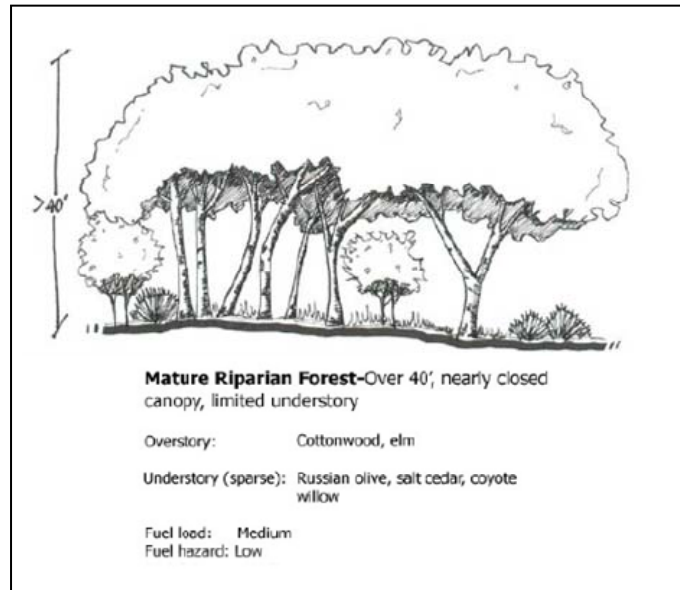 >40'
Mature Riparian Forest-Over 40', nearly closed
canopy, limited understory
Overstory: Cottonwood, elm
Understory (sparse): Russian olive, salt cedar, coyote
willow
Fuel load: Medium
Fuel hazard: Low